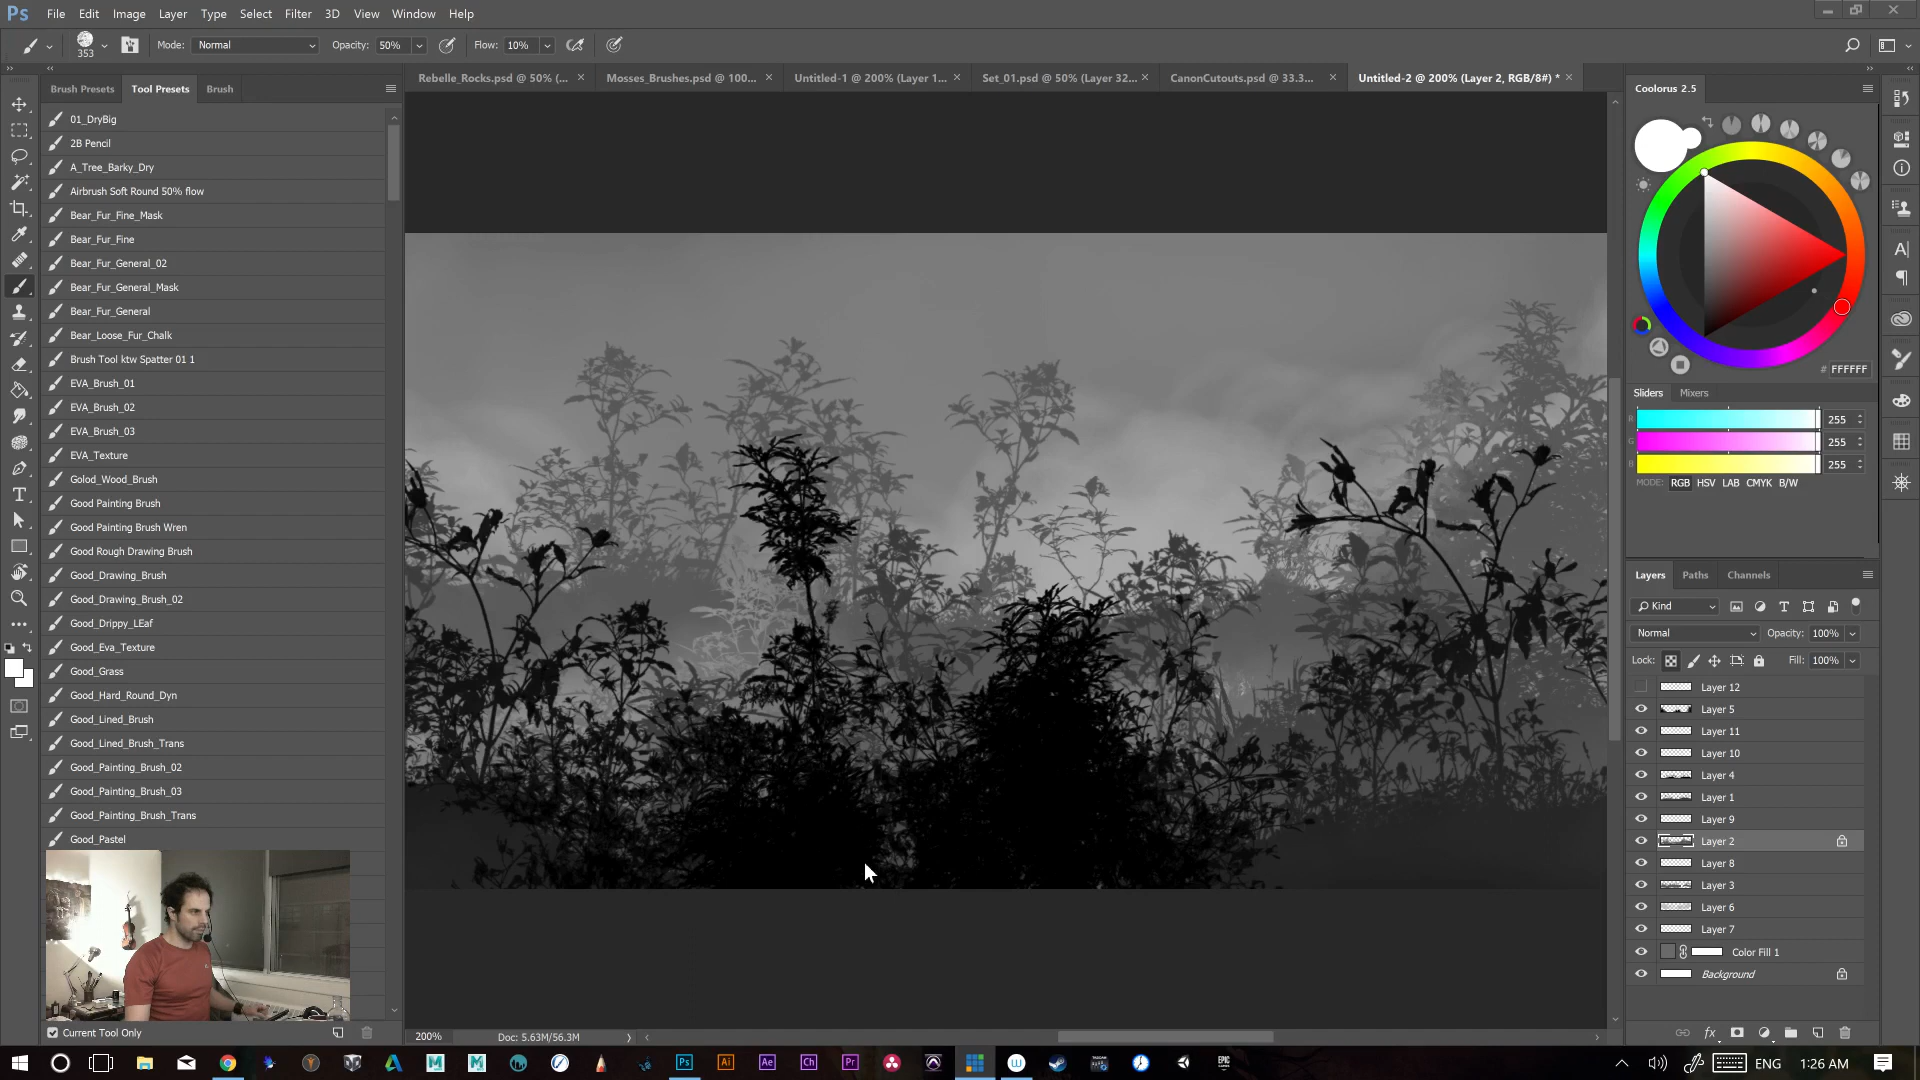 Ps File Edit Image Layer Type Select Filter 3D View Window Help
353 Mode: Normal Opacity: 50% Flow: 10%
Rebelle_Rocks.psd @ 50% (... Mosses_Brushes.psd @ 100... Untitled-1 @ 200% (Layer 1... Set_01.psd @ 50% (Layer 32... CanonCutouts.psd @ 33.3... Untitled-2 @ 200% (Layer 2, RGB/8#) *
Brush Presets Tool Presets Brush
01_DryBig
2B Pencil
A_Tree_Barky_Dry
Airbrush Soft Round 50% flow
Bear_Fur_Fine_Mask
Bear_Fur_Fine
Bear_Fur_General_02
Bear_Fur_General_Mask
Bear_Fur_General
Bear_Loose_Fur_Chalk
Brush Tool ktw Spatter 01 1
EVA_Brush_01
EVA_Brush_02
EVA_Brush_03
EVA_Texture
Golod_Wood_Brush
Good Painting Brush
Good Painting Brush Wren
Good Rough Drawing Brush
Good_Drawing_Brush
Good_Drawing_Brush_02
Good_Drippy_LEaf
Good_Eva_Texture
Good_Grass
Good_Hard_Round_Dyn
Good_Lined_Brush
Good_Lined_Brush_Trans
Good_Painting_Brush_02
Good_Painting_Brush_03
Good_Painting_Brush_Trans
Good_Pastel
Current Tool Only
200% Doc: 5.63M/56.3M
Coolorus 2.5
# FFFFFF
Sliders Mixers
R 255
G 255
B 255
MODE: RGB HSV LAB CMYK B/W
Layers Paths Channels
Kind
Normal Opacity: 100%
Lock: Fill: 100%
Layer 12
Layer 5
Layer 11
Layer 10
Layer 4
Layer 1
Layer 9
Layer 2
Layer 8
Layer 3
Layer 6
Layer 7
Color Fill 1
Background
fx
Ps Ai Ae Ch Pr
ENG 1:26 AM